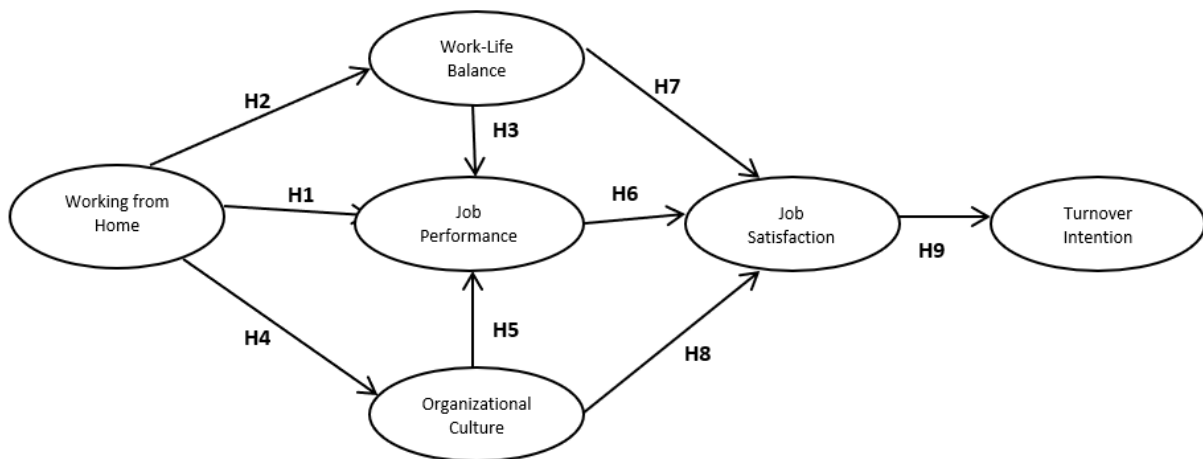 Work-Life
Balance
H2
H7
H3
Working from
Home
H1
Job
Performance
H6
Job
Satisfaction
H9
Turnover
Intention
H4
H5
H8
Organizational
Culture